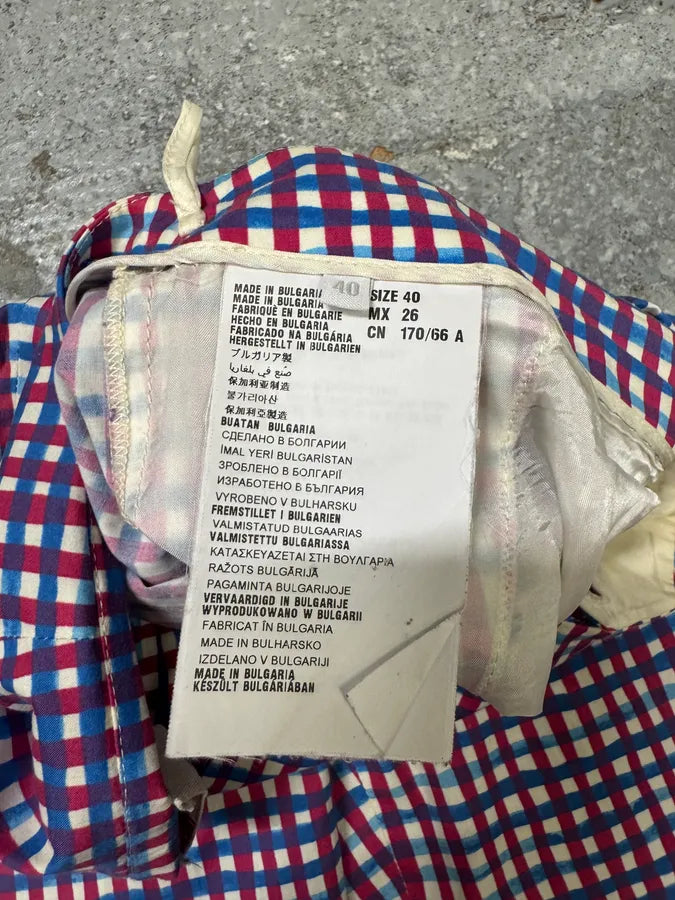 40
MADE IN BULGARIA
MADE IN BULGARIA
FABRIQUÉ EN BULGARIE
HECHO EN BULGARIA
FABRICADO NA BULGÁRIA
HERGESTELLT IN BULGARIEN
ブルガリア製
صنع في بلغاريا
保加利亚制造
불가리아산
保加利亞製造
BUATAN BULGARIA
СДЕЛАНО В БОЛГАРИИ
İMAL YERİ BULGARİSTAN
ЗРОБЛЕНО В БОЛГАРІЇ
ИЗРАБОТЕНО В БЪЛГАРИЯ
VYROBENO V BULHARSKU
FREMSTILLET I BULGARIEN
VALMISTATUD BULGAARIAS
VALMISTETTU BULGARIASSA
ΚΑΤΑΣΚΕΥΑΖΕΤΑΙ ΣΤΗ ΒΟΥΛΓΑΡΙΑ
RAŽOTS BULGĀRIJĀ
PAGAMINTA BULGARIJOJE
VERVAARDIGD IN BULGARIJE
WYPRODUKOWANO W BUŁGARII
FABRICAT ÎN BULGARIA
MADE IN BULHARSKO
IZDELANO V BULGARIJI
MADE IN BULGARIA
KÉSZÜLT BULGÁRIÁBAN
SIZE 40
MX 26
CN 170/66 A